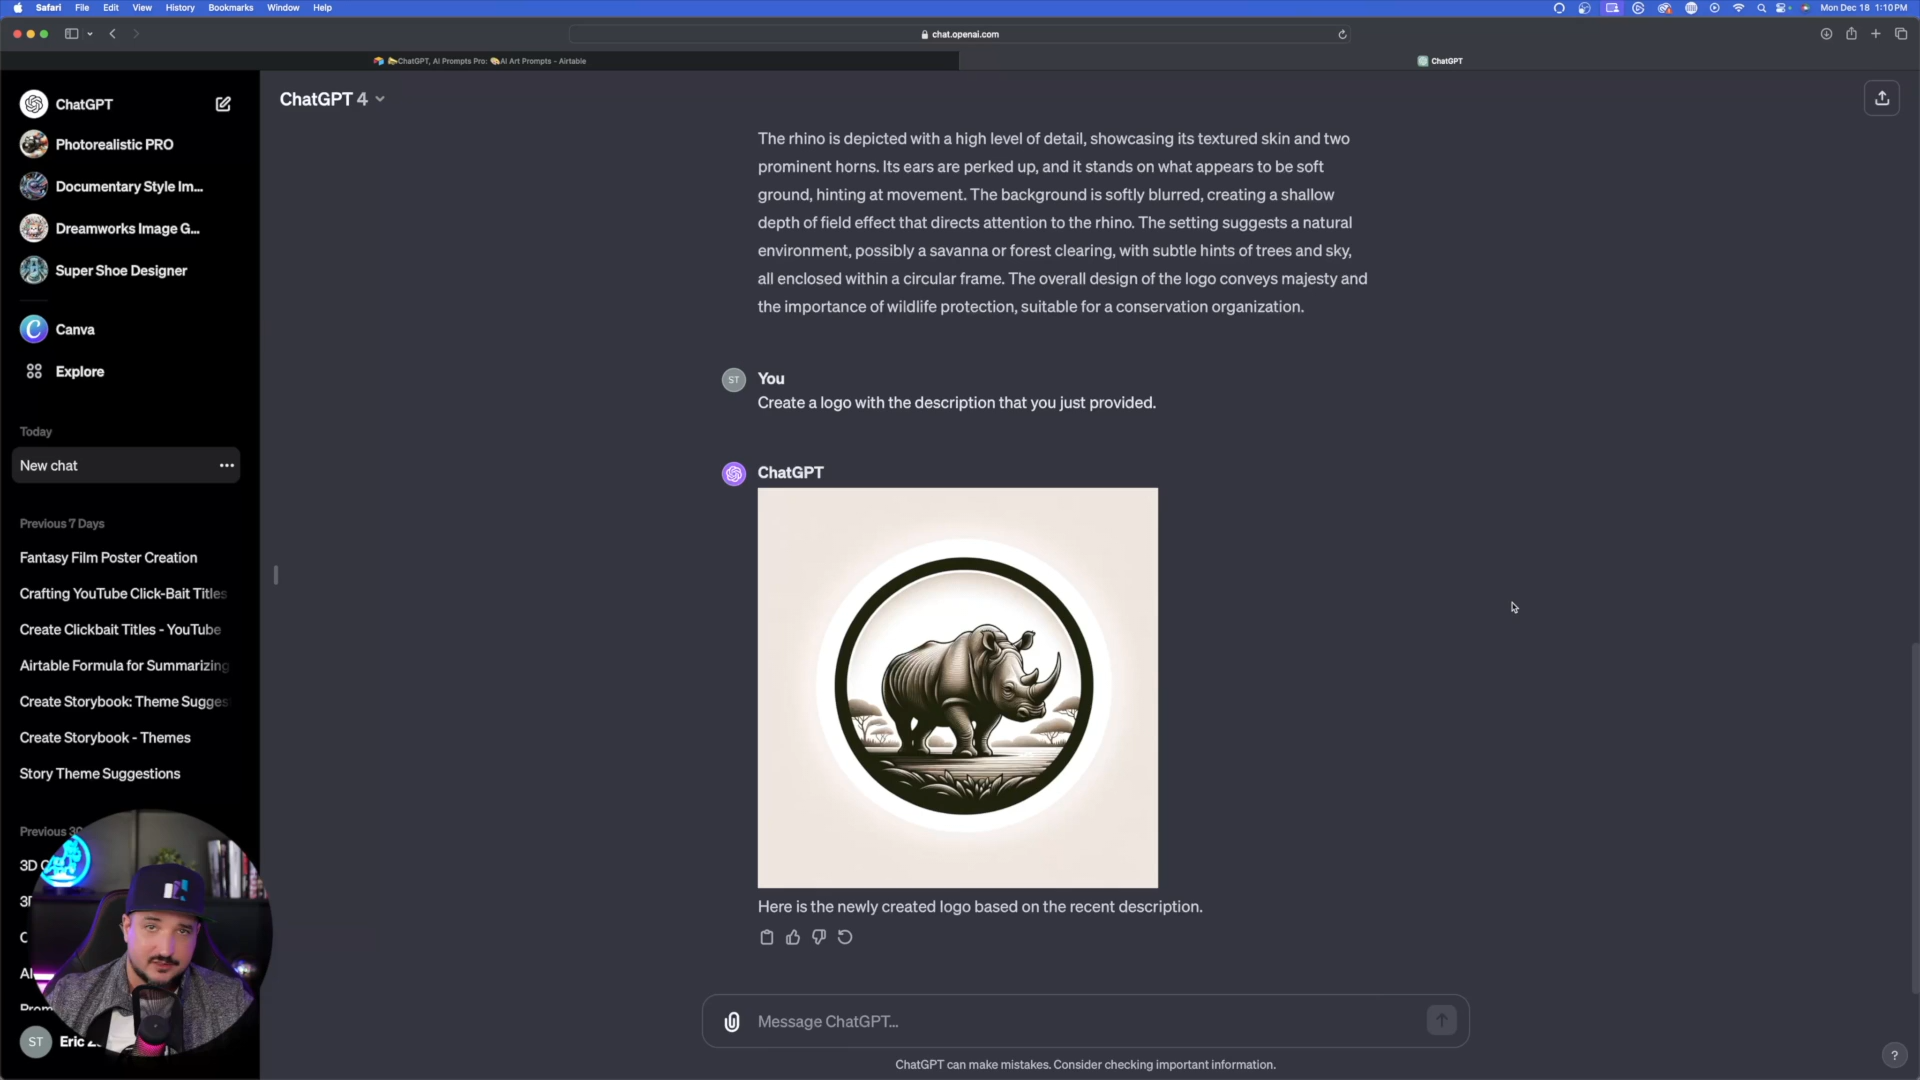 Safari File Edit View History Bookmarks Window Help
Mon Dec 18 1:10 PM
chat.openai.com
ChatGPT, AI Prompts Pro: AI Art Prompts - Airtable
ChatGPT
ChatGPT
Photorealistic PRO
Documentary Style Im...
Dreamworks Image G...
Super Shoe Designer
Canva
Explore
Today
New chat
Previous 7 Days
Fantasy Film Poster Creation
Crafting YouTube Click-Bait Titles
Create Clickbait Titles - YouTube
Airtable Formula for Summarizing
Create Storybook: Theme Sugges
Create Storybook - Themes
Story Theme Suggestions
Previous 30
3D
AI
ST
Eric
ChatGPT 4
The rhino is depicted with a high level of detail, showcasing its textured skin and two
prominent horns. Its ears are perked up, and it stands on what appears to be soft
ground, hinting at movement. The background is softly blurred, creating a shallow
depth of field effect that directs attention to the rhino. The setting suggests a natural
environment, possibly a savanna or forest clearing, with subtle hints of trees and sky,
all enclosed within a circular frame. The overall design of the logo conveys majesty and
the importance of wildlife protection, suitable for a conservation organization.
ST
You
Create a logo with the description that you just provided.
ChatGPT
Here is the newly created logo based on the recent description.
Message ChatGPT...
ChatGPT can make mistakes. Consider checking important information.
?